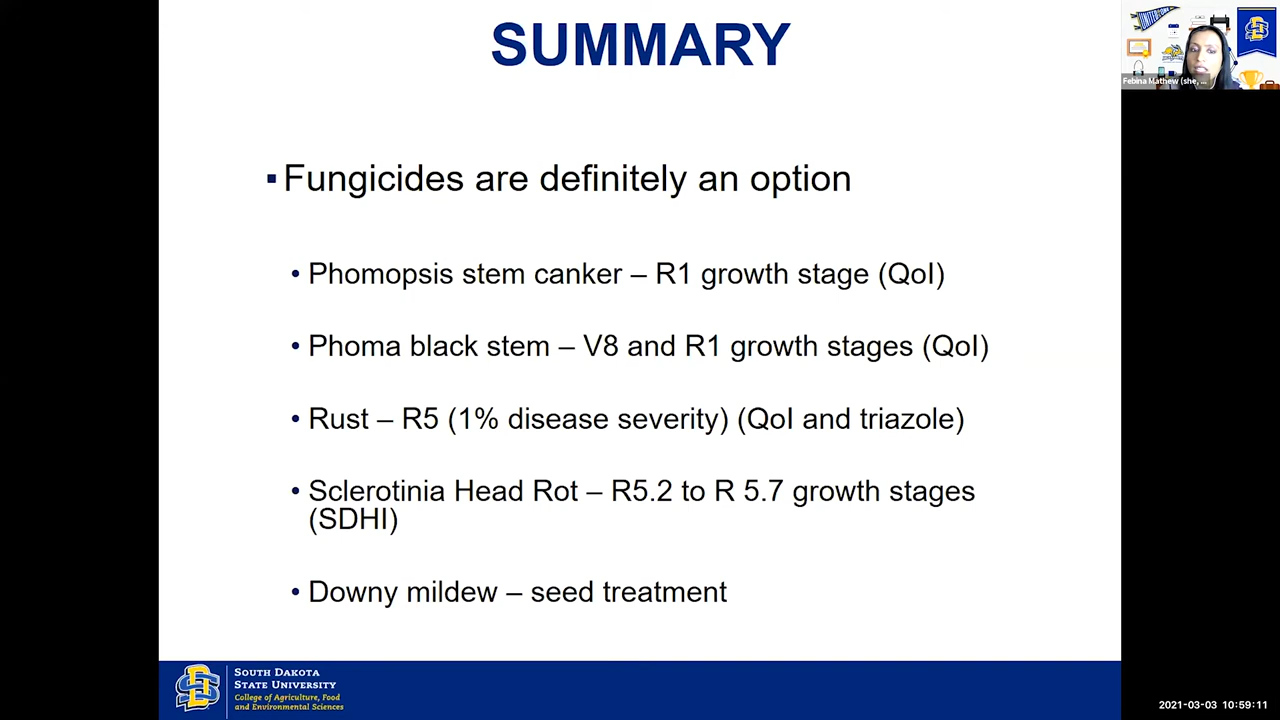 SUMMARY
▪ Fungicides are definitely an option
• Phomopsis stem canker – R1 growth stage (QoI)
• Phoma black stem – V8 and R1 growth stages (QoI)
• Rust – R5 (1% disease severity) (QoI and triazole)
• Sclerotinia Head Rot – R5.2 to R 5.7 growth stages
(SDHI)
• Downy mildew – seed treatment
SOUTH DAKOTA
STATE UNIVERSITY
College of Agriculture, Food
and Environmental Sciences
Febina Mathew (she, ...
2021-03-03 10:59:11